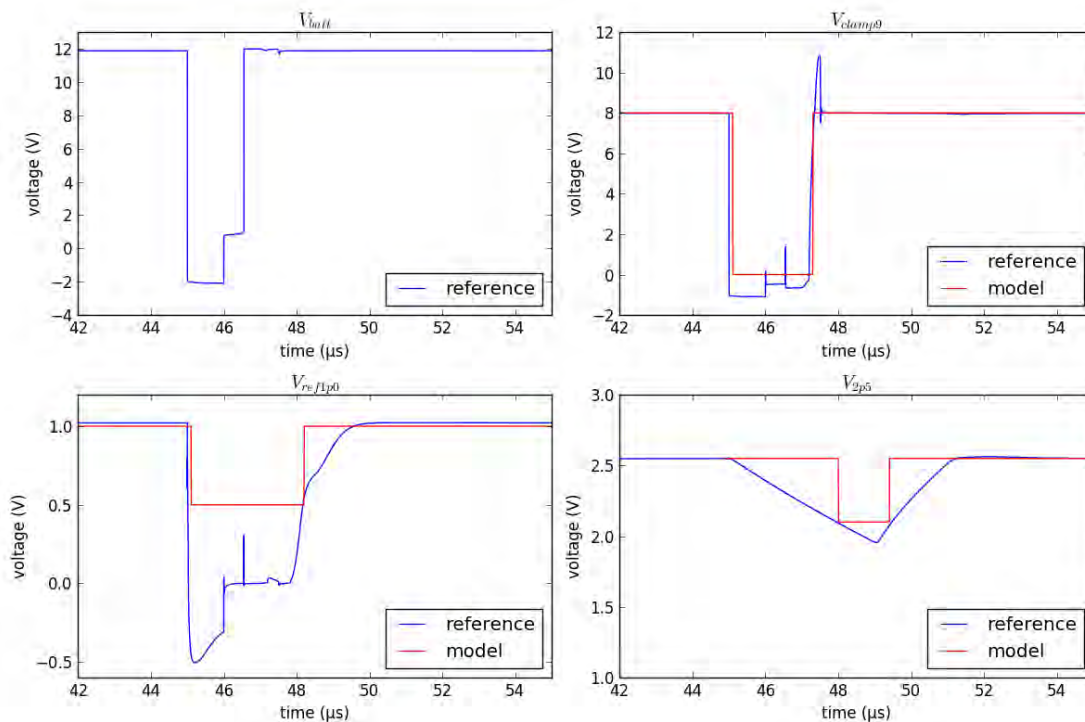 V_batt
12
10
8
6
4
2
0
−2
−4
42 44 46 48 50 52 54
voltage (V)
time (μs)
reference
V_clamp9
12
10
8
6
4
2
0
−2
42 44 46 48 50 52 54
voltage (V)
time (μs)
reference
model
V_ref1p0
1.0
0.5
0.0
−0.5
42 44 46 48 50 52 54
voltage (V)
time (μs)
reference
model
V_2p5
3.0
2.5
2.0
1.5
1.0
42 44 46 48 50 52 54
voltage (V)
time (μs)
reference
model